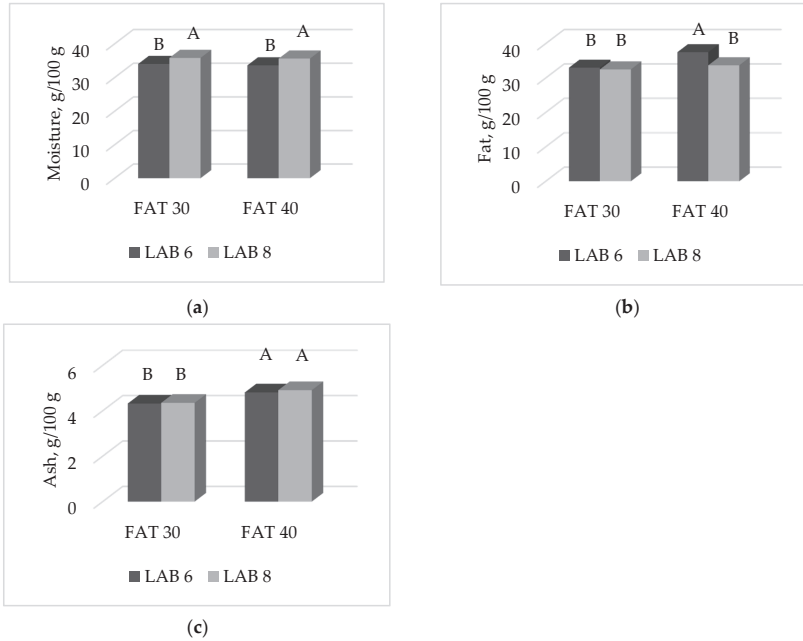 B A B A
40
30
20
10
0
Moisture, g/100 g
FAT 30 FAT 40
LAB 6 LAB 8
(a)
B B A B
40
30
20
10
0
Fat, g/100 g
FAT 30 FAT 40
LAB 6 LAB 8
(b)
B B A A
6
4
2
0
Ash, g/100 g
FAT 30 FAT 40
LAB 6 LAB 8
(c)